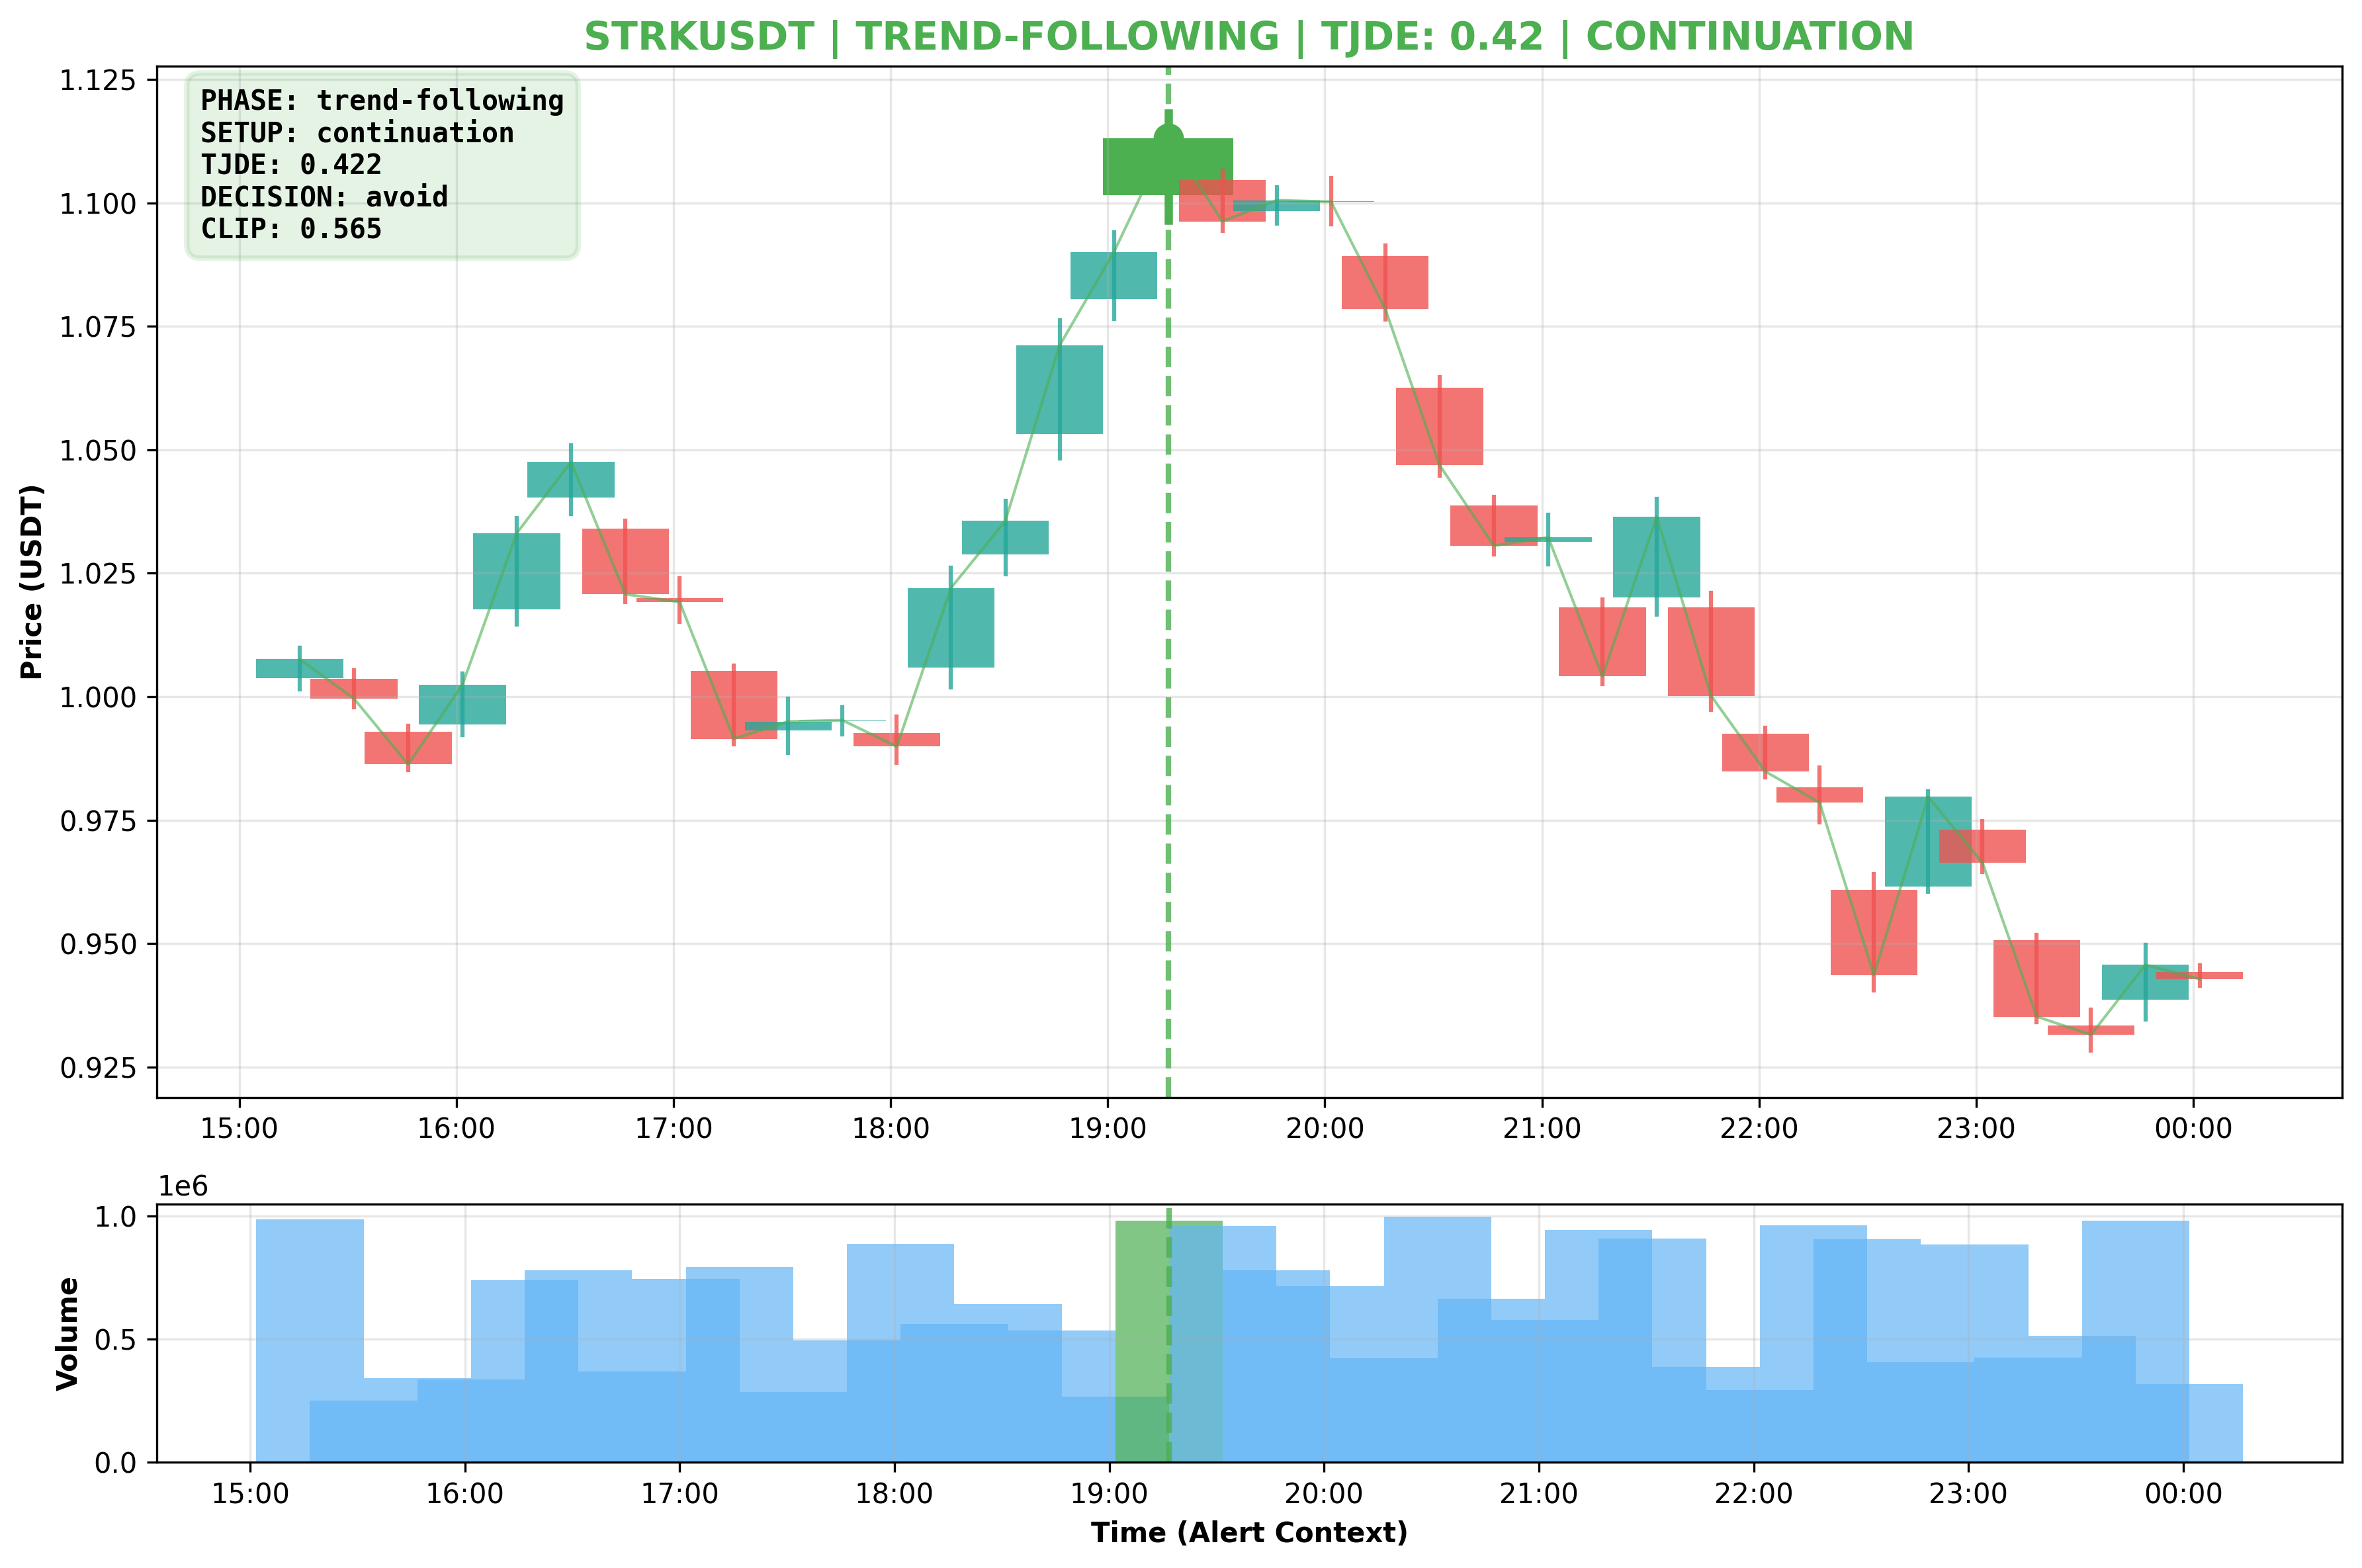 STRKUSDT | TREND-FOLLOWING | TJDE: 0.42 | CONTINUATION
PHASE: trend-following
SETUP: continuation
TJDE: 0.422
DECISION: avoid
CLIP: 0.565
Price (USDT)
1.125
1.100
1.075
1.050
1.025
1.000
0.975
0.950
0.925
15:00 16:00 17:00 18:00 19:00 20:00 21:00 22:00 23:00 00:00
1e6
Volume
1.0
0.5
0.0
15:00 16:00 17:00 18:00 19:00 20:00 21:00 22:00 23:00 00:00
Time (Alert Context)